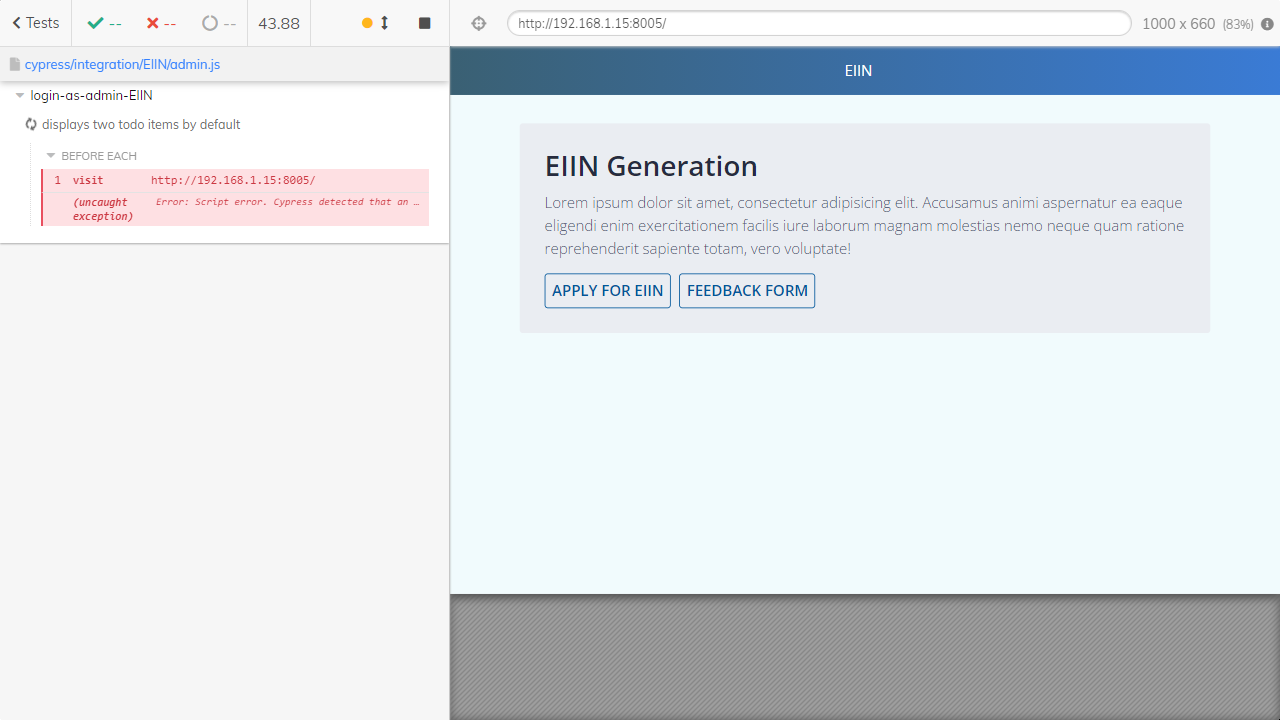 Tests -- -- -- 43.88
http://192.168.1.15:8005/ 1000 x 660 (83%)
cypress/integration/EIIN/admin.js
login-as-admin-EIIN
displays two todo items by default
BEFORE EACH
1 visit http://192.168.1.15:8005/
(uncaught exception) Error: Script error. Cypress detected that an …
EIIN
EIIN Generation
Lorem ipsum dolor sit amet, consectetur adipisicing elit. Accusamus animi aspernatur ea eaque
eligendi enim exercitationem facilis iure laborum magnam molestias nemo neque quam ratione
reprehenderit sapiente totam, vero voluptate!
APPLY FOR EIIN FEEDBACK FORM